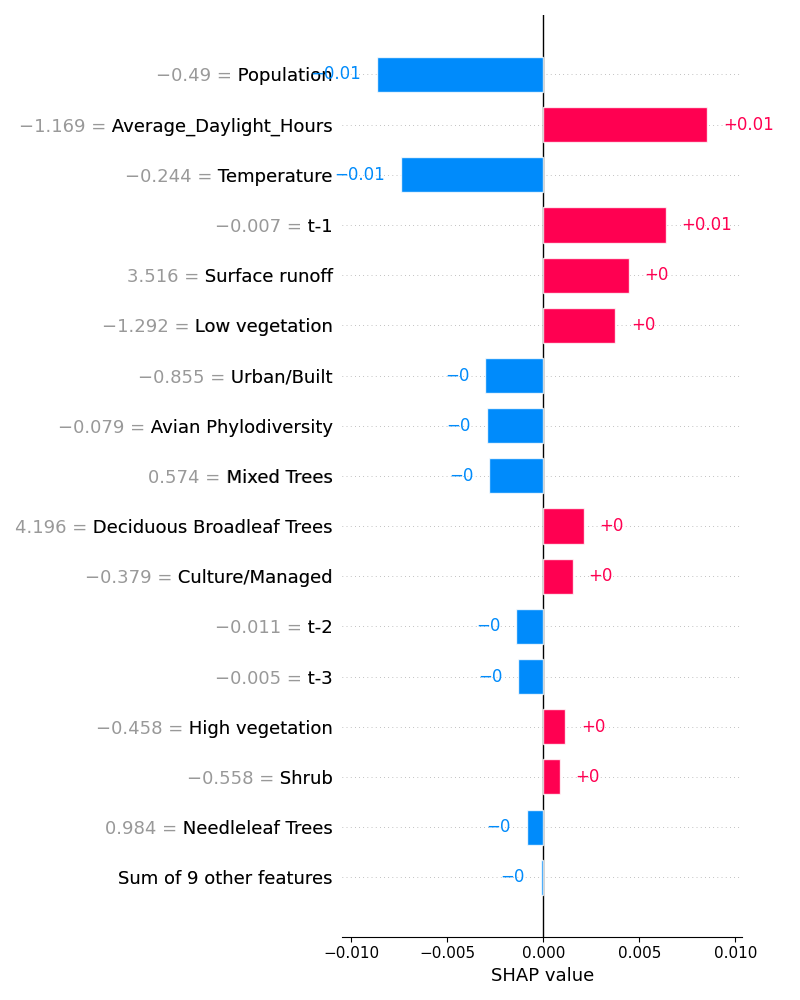 −0.49 = Population −0.01
−1.169 = Average_Daylight_Hours +0.01
−0.244 = Temperature −0.01
−0.007 = t-1 +0.01
3.516 = Surface runoff +0
−1.292 = Low vegetation +0
−0.855 = Urban/Built −0
−0.079 = Avian Phylodiversity −0
0.574 = Mixed Trees −0
4.196 = Deciduous Broadleaf Trees +0
−0.379 = Culture/Managed +0
−0.011 = t-2 −0
−0.005 = t-3 −0
−0.458 = High vegetation +0
−0.558 = Shrub +0
0.984 = Needleleaf Trees −0
Sum of 9 other features −0
−0.010 −0.005 0.000 0.005 0.010
SHAP value